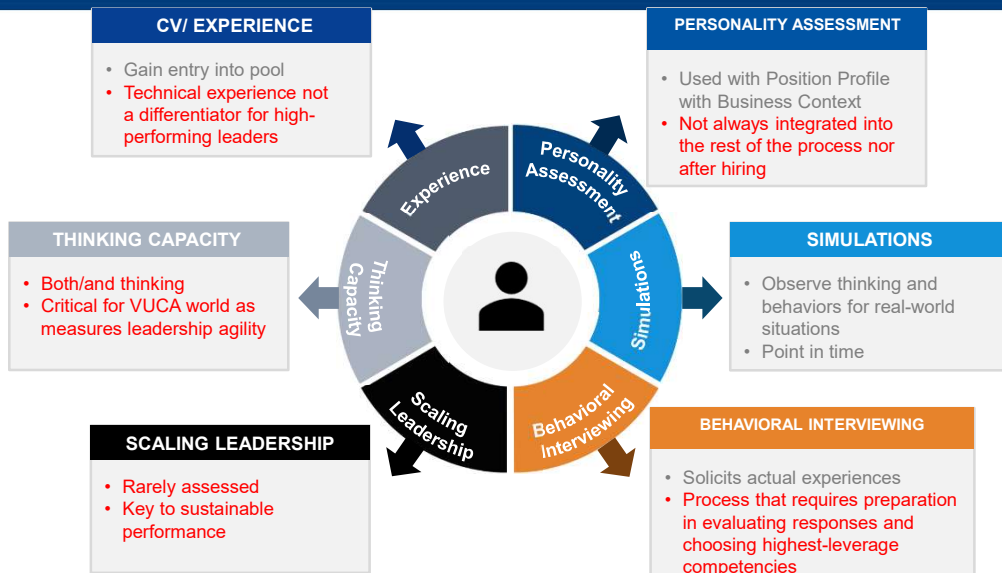 CV/ EXPERIENCE
• Gain entry into pool
• Technical experience not
a differentiator for high-
performing leaders
PERSONALITY ASSESSMENT
• Used with Position Profile
with Business Context
• Not always integrated into
the rest of the process nor
after hiring
THINKING CAPACITY
• Both/and thinking
• Critical for VUCA world as
measures leadership agility
SIMULATIONS
• Observe thinking and
behaviors for real-world
situations
• Point in time
SCALING LEADERSHIP
• Rarely assessed
• Key to sustainable
performance
BEHAVIORAL INTERVIEWING
• Solicits actual experiences
• Process that requires preparation
in evaluating responses and
choosing highest-leverage
competencies
Experience
Personality
Assessment
Simulations
Behavioral
Interviewing
Scaling
Leadership
Thinking
Capacity